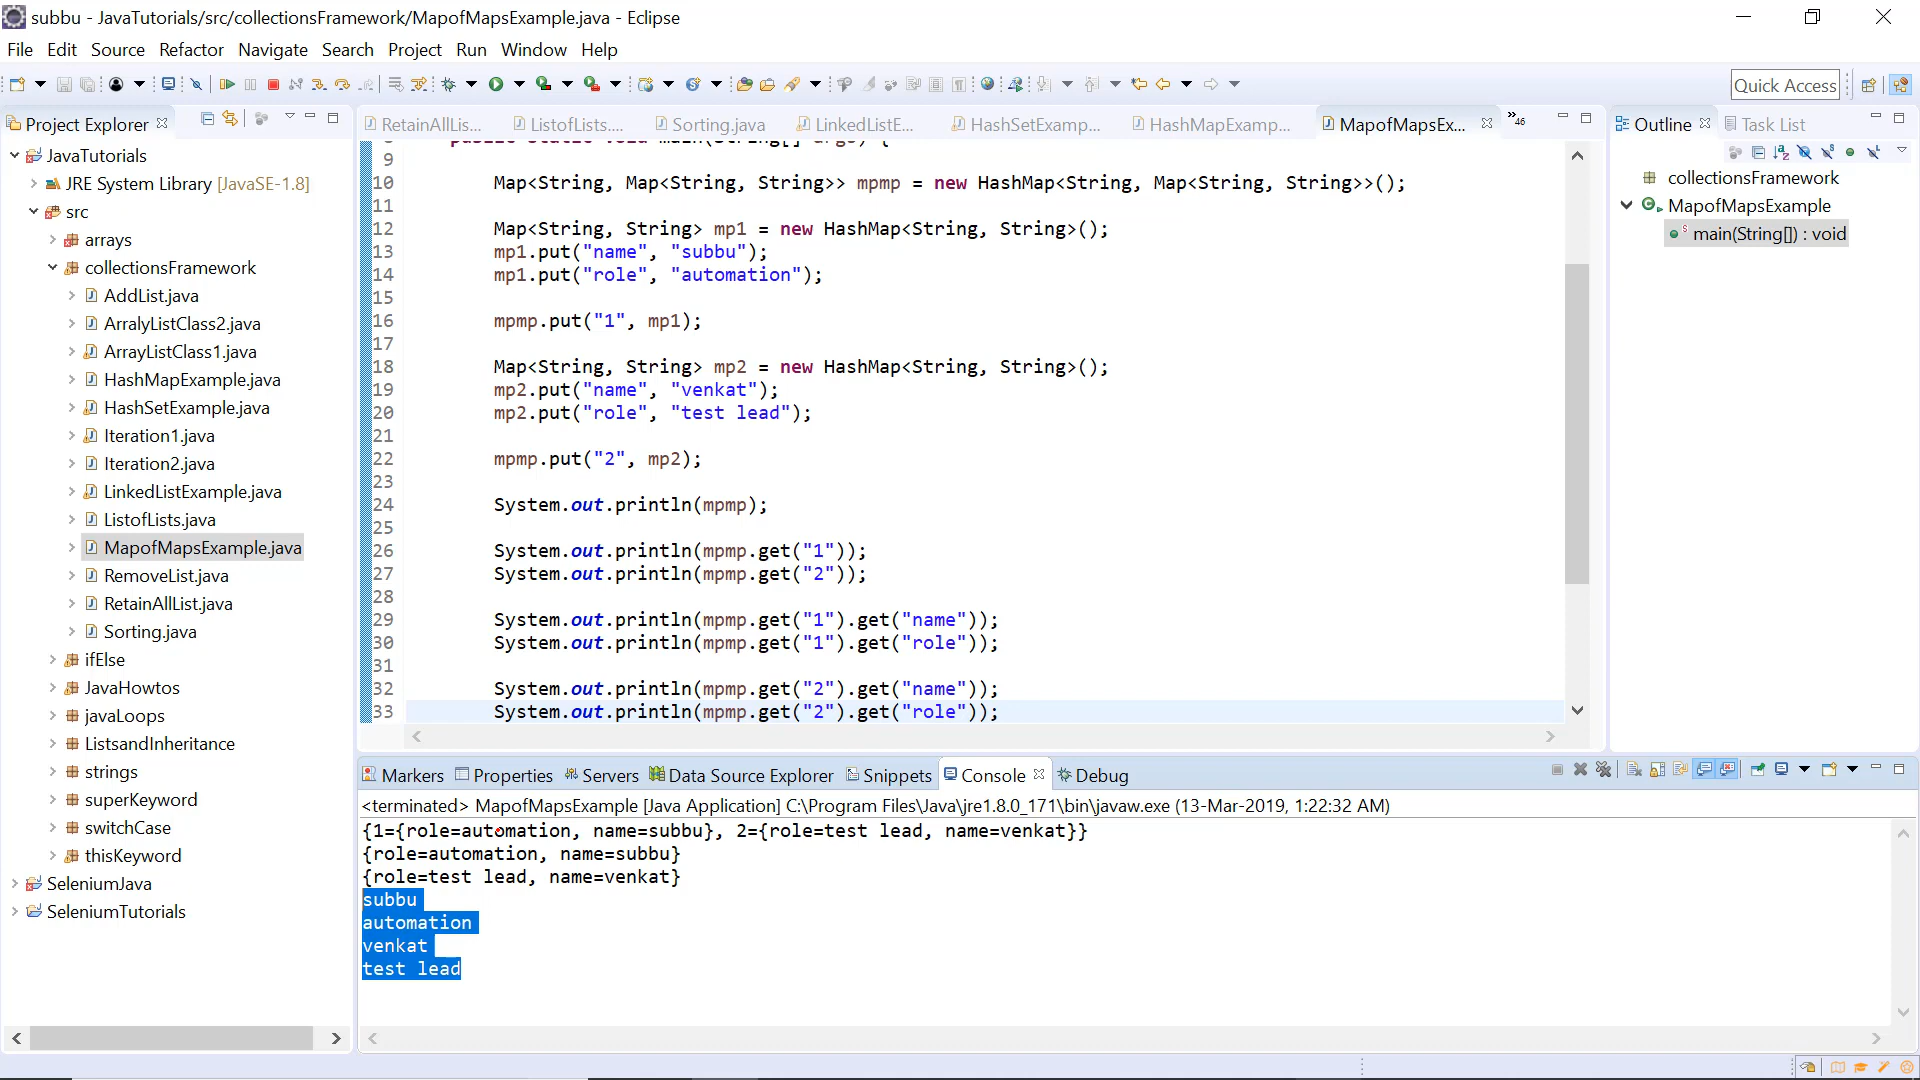 subbu - JavaTutorials/src/collectionsFramework/MapofMapsExample.java - Eclipse
File Edit Source Refactor Navigate Search Project Run Window Help
Quick Access
Project Explorer
JavaTutorials
JRE System Library [JavaSE-1.8]
src
arrays
collectionsFramework
AddList.java
ArralyListClass2.java
ArrayListClass1.java
HashMapExample.java
HashSetExample.java
Iteration1.java
Iteration2.java
LinkedListExample.java
ListofLists.java
MapofMapsExample.java
RemoveList.java
RetainAllList.java
Sorting.java
ifElse
JavaHowtos
javaLoops
ListsandInheritance
strings
superKeyword
switchCase
thisKeyword
SeleniumJava
SeleniumTutorials
RetainAllLis... ListofLists.... Sorting.java LinkedListE... HashSetExamp... HashMapExamp... MapofMapsEx... »46
8 public static void main(String[] args) {
9
10 Map<String, Map<String, String>> mpmp = new HashMap<String, Map<String, String>>();
11
12 Map<String, String> mp1 = new HashMap<String, String>();
13 mp1.put("name", "subbu");
14 mp1.put("role", "automation");
15
16 mpmp.put("1", mp1);
17
18 Map<String, String> mp2 = new HashMap<String, String>();
19 mp2.put("name", "venkat");
20 mp2.put("role", "test lead");
21
22 mpmp.put("2", mp2);
23
24 System.out.println(mpmp);
25
26 System.out.println(mpmp.get("1"));
27 System.out.println(mpmp.get("2"));
28
29 System.out.println(mpmp.get("1").get("name"));
30 System.out.println(mpmp.get("1").get("role"));
31
32 System.out.println(mpmp.get("2").get("name"));
33 System.out.println(mpmp.get("2").get("role"));
Outline Task List
collectionsFramework
MapofMapsExample
main(String[]) : void
Markers Properties Servers Data Source Explorer Snippets Console Debug
<terminated> MapofMapsExample [Java Application] C:\Program Files\Java\jre1.8.0_171\bin\javaw.exe (13-Mar-2019, 1:22:32 AM)
{1={role=automation, name=subbu}, 2={role=test lead, name=venkat}}
{role=automation, name=subbu}
{role=test lead, name=venkat}
subbu
automation
venkat
test lead